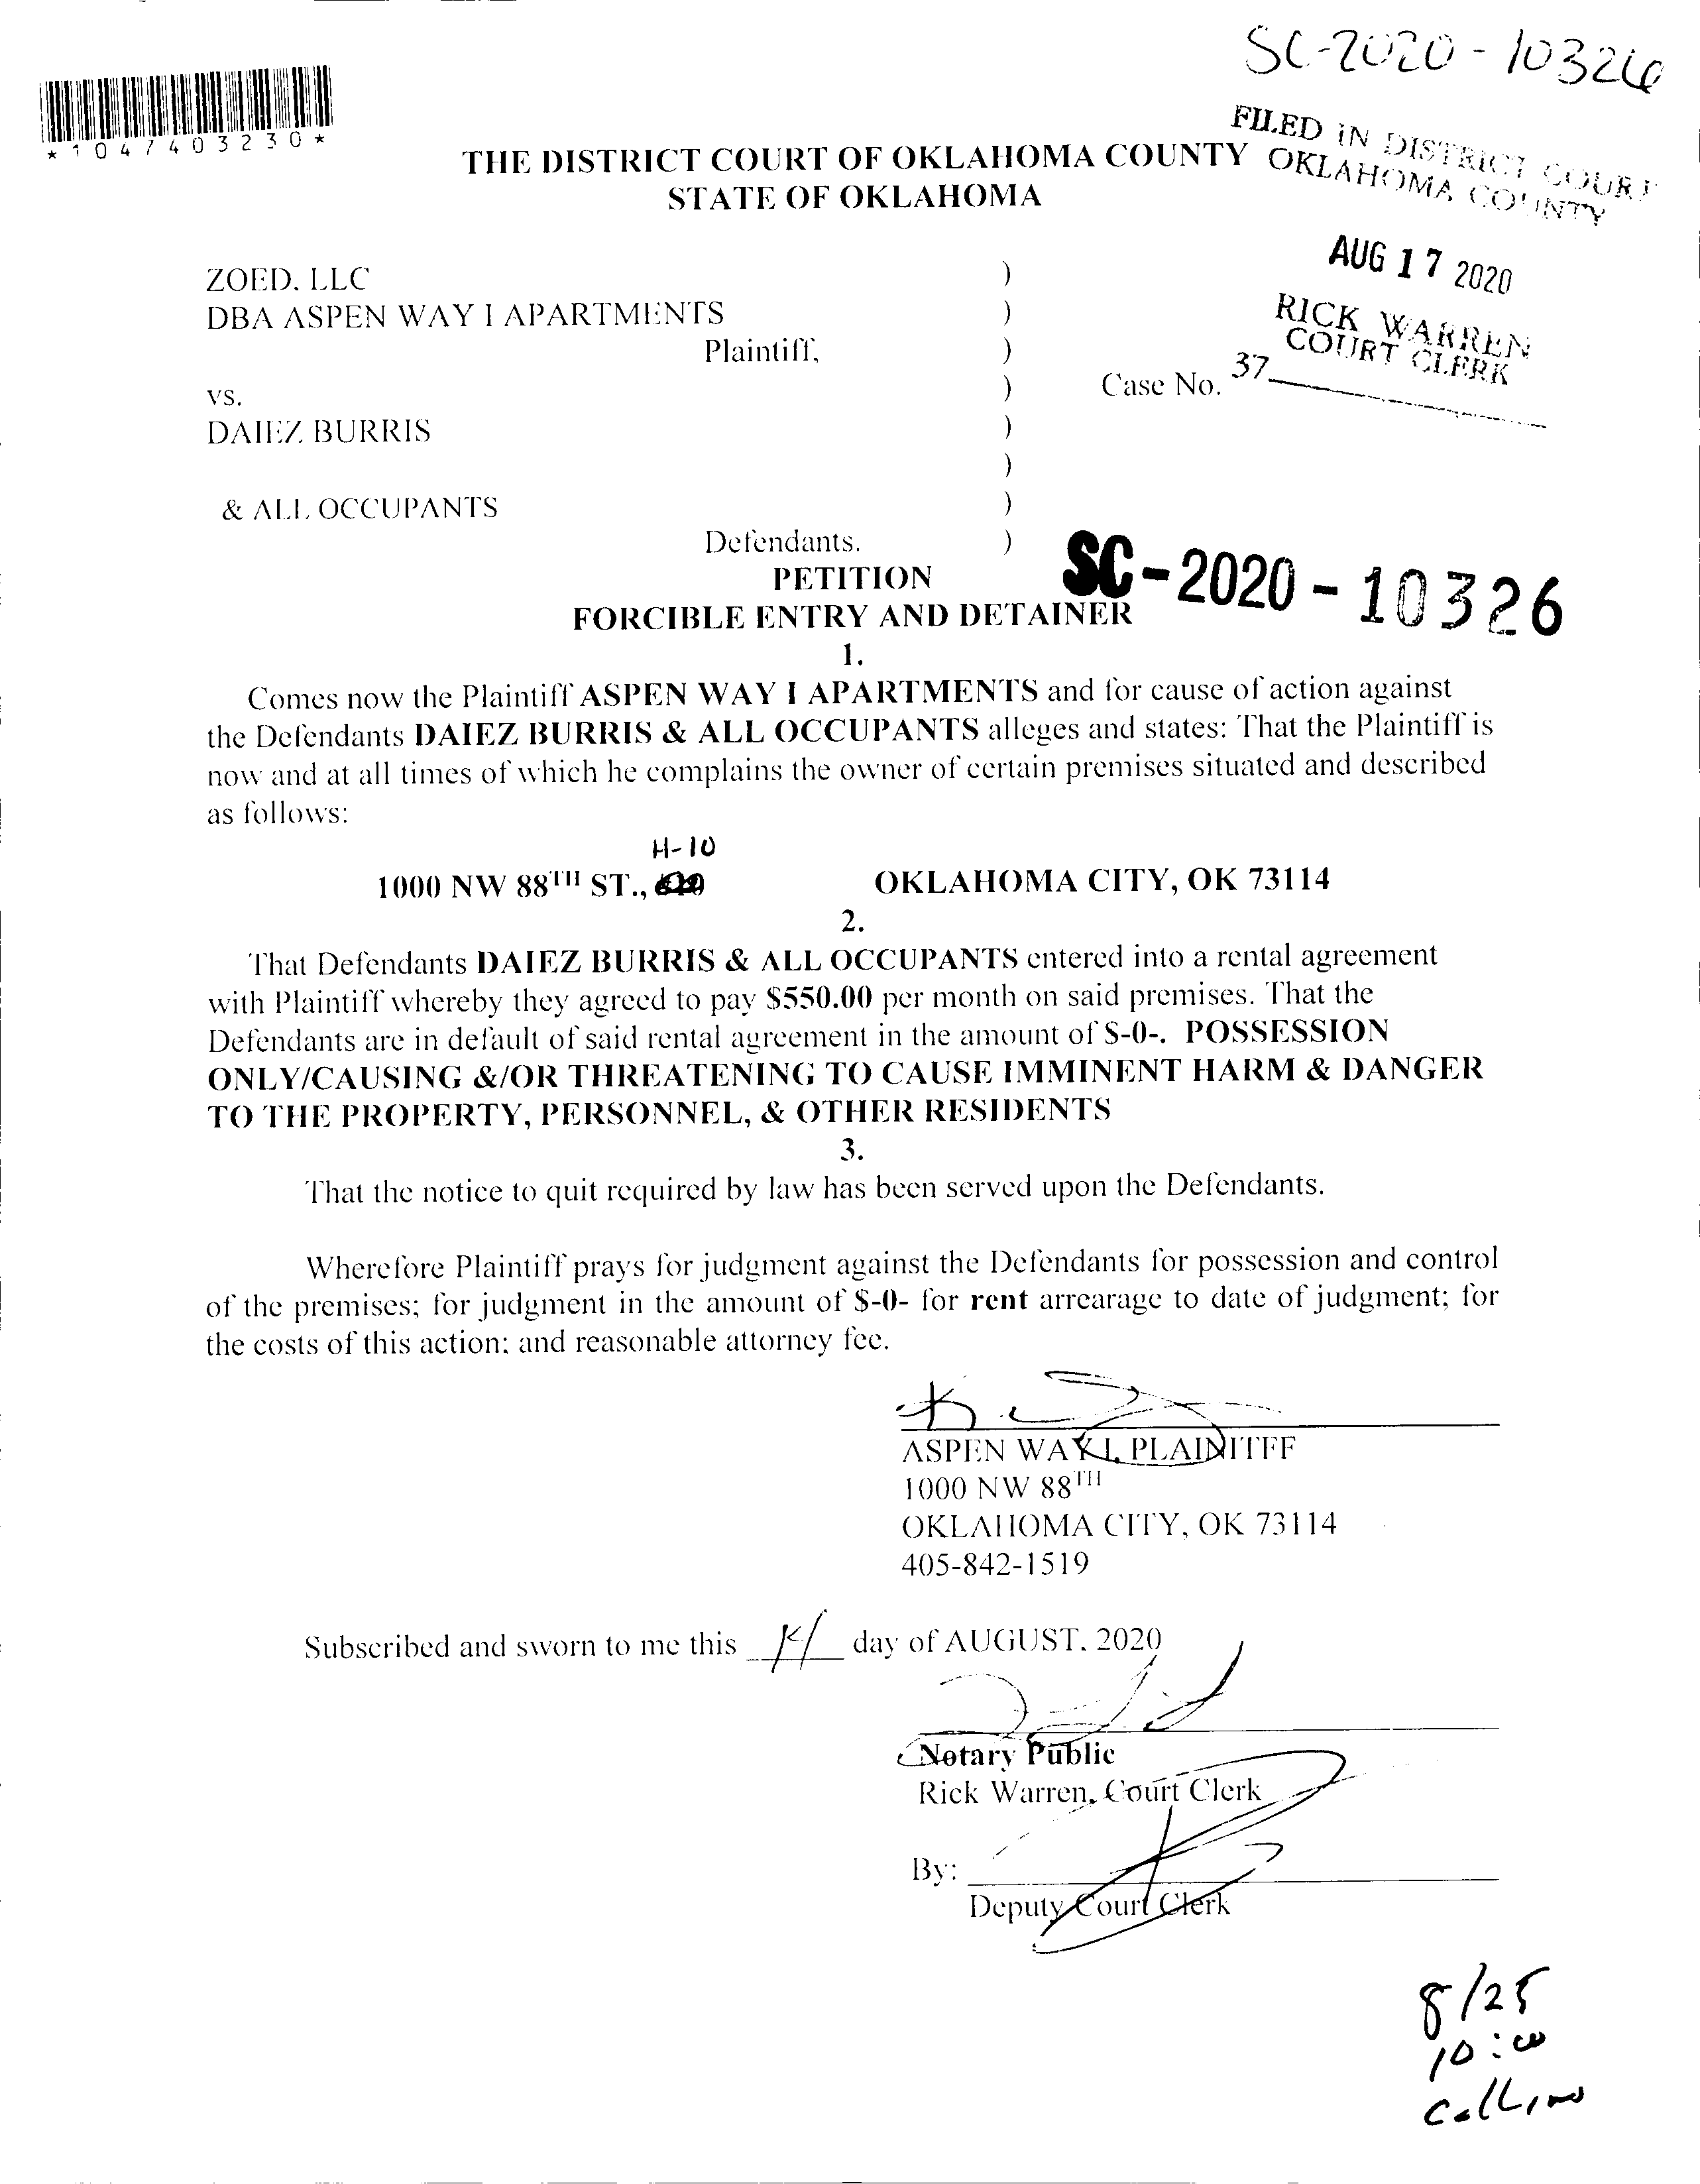 SC-2020-10326
*1047403230*
FILED IN DISTRICT COURT
OKLAHOMA COUNTY
THE DISTRICT COURT OF OKLAHOMA COUNTY
STATE OF OKLAHOMA
AUG 17 2020
RICK WARREN
COURT CLERK
37
ZOED, LLC )
DBA ASPEN WAY I APARTMENTS )
Plaintiff, )
vs. ) Case No.
DAIEZ BURRIS )
)
& ALL OCCUPANTS )
Defendants. )
SC-2020-10326
PETITION
FORCIBLE ENTRY AND DETAINER
1.
Comes now the Plaintiff ASPEN WAY I APARTMENTS and for cause of action against
the Defendants DAIEZ BURRIS & ALL OCCUPANTS alleges and states: That the Plaintiff is
now and at all times of which he complains the owner of certain premises situated and described
as follows:
H-10
1000 NW 88TH ST., OKLAHOMA CITY, OK 73114
2.
That Defendants DAIEZ BURRIS & ALL OCCUPANTS entered into a rental agreement
with Plaintiff whereby they agreed to pay $550.00 per month on said premises. That the
Defendants are in default of said rental agreement in the amount of $-0-. POSSESSION
ONLY/CAUSING &/OR THREATENING TO CAUSE IMMINENT HARM & DANGER
TO THE PROPERTY, PERSONNEL, & OTHER RESIDENTS
3.
That the notice to quit required by law has been served upon the Defendants.
Wherefore Plaintiff prays for judgment against the Defendants for possession and control
of the premises; for judgment in the amount of $-0- for rent arrearage to date of judgment; for
the costs of this action; and reasonable attorney fee.
ASPEN WAY I, PLAINITFF
1000 NW 88TH
OKLAHOMA CITY, OK 73114
405-842-1519
Subscribed and sworn to me this day of AUGUST, 2020
Notary Public
Rick Warren, Court Clerk
By:
Deputy Court Clerk
8/25
10:00
Collins